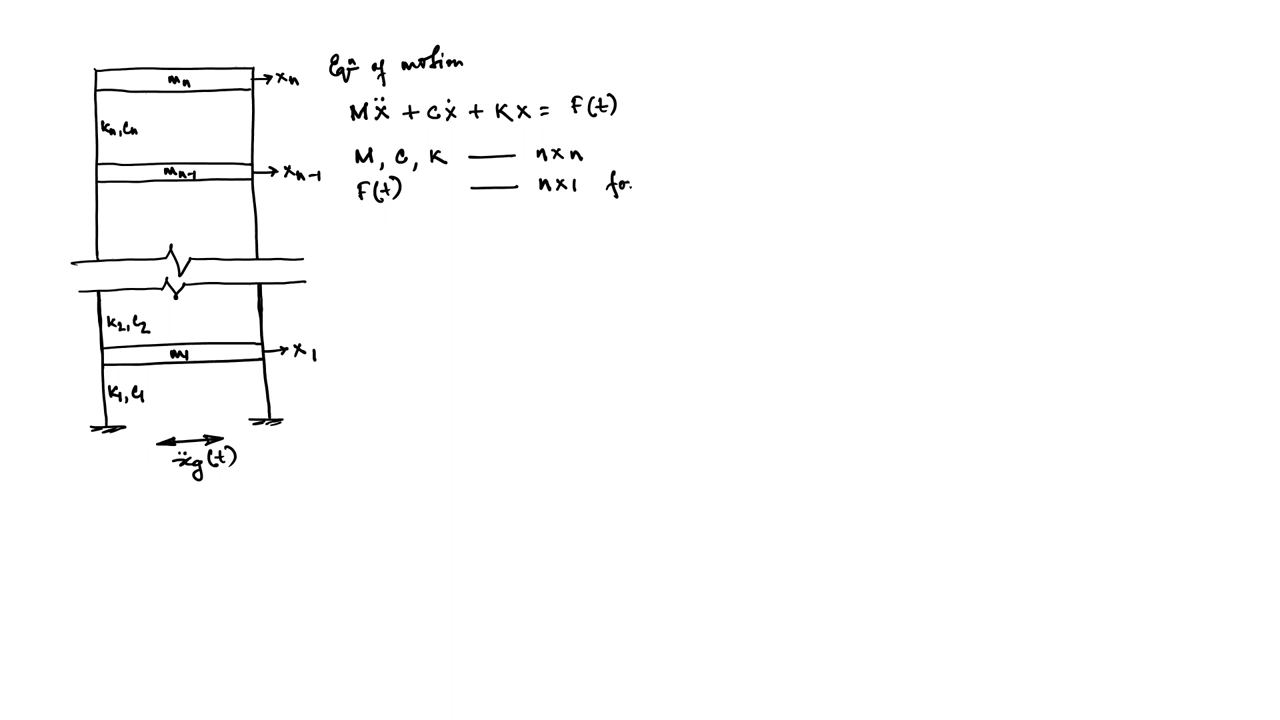 Eqⁿ of motion
mₙ → xₙ
Mẍ + cẋ + Kx = F(t)
kₙ, cₙ
M, C, K — n×n
mₙ₋₁ → xₙ₋₁
F(t) — n×1 fo
k₂, c₂
m₁ → x₁
k₁, c₁
ẍg(t)